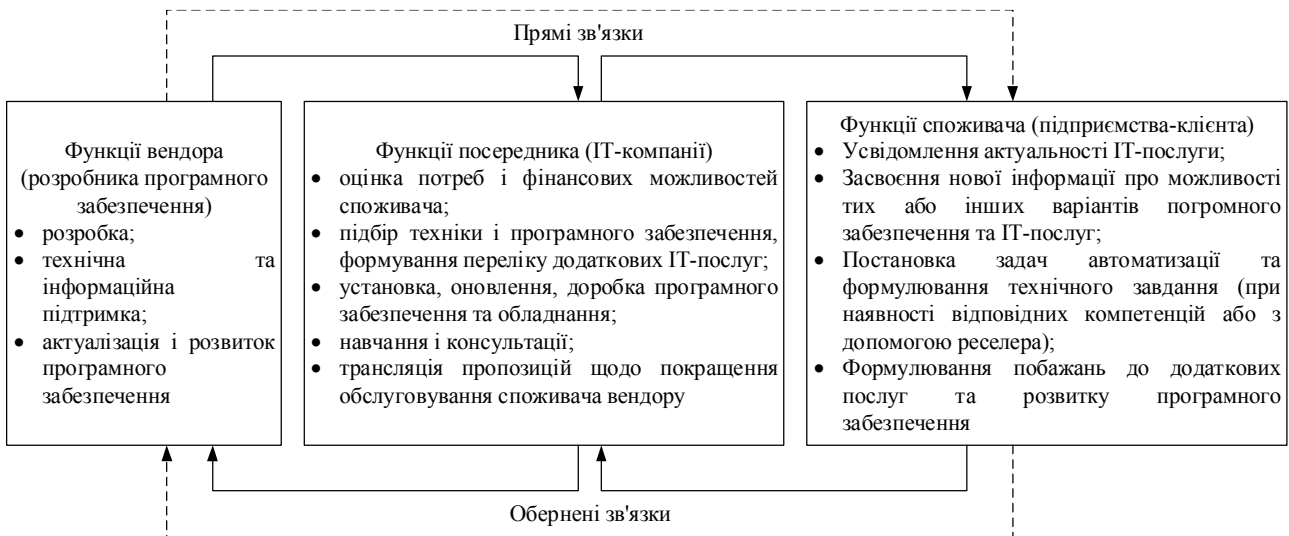 Прямі зв'язки
Функції вендора
(розробника програмного
забезпечення)
• розробка;
• технічна та
інформаційна
підтримка;
• актуалізація і розвиток
програмного
забезпечення
Функції посередника (ІТ-компанії)
• оцінка потреб і фінансових можливостей
споживача;
• підбір техніки і програмного забезпечення,
формування переліку додаткових ІТ-послуг;
• установка, оновлення, доробка програмного
забезпечення та обладнання;
• навчання і консультації;
• трансляція пропозицій щодо покращення
обслуговування споживача вендору
Функції споживача (підприємства-клієнта)
• Усвідомлення актуальності ІТ-послуги;
• Засвоєння нової інформації про можливості
тих або інших варіантів погромного
забезпечення та ІТ-послуг;
• Постановка задач автоматизації та
формулювання технічного завдання (при
наявності відповідних компетенцій або з
допомогою реселера);
• Формулювання побажань до додаткових
послуг та розвитку програмного
забезпечення
Обернені зв'язки